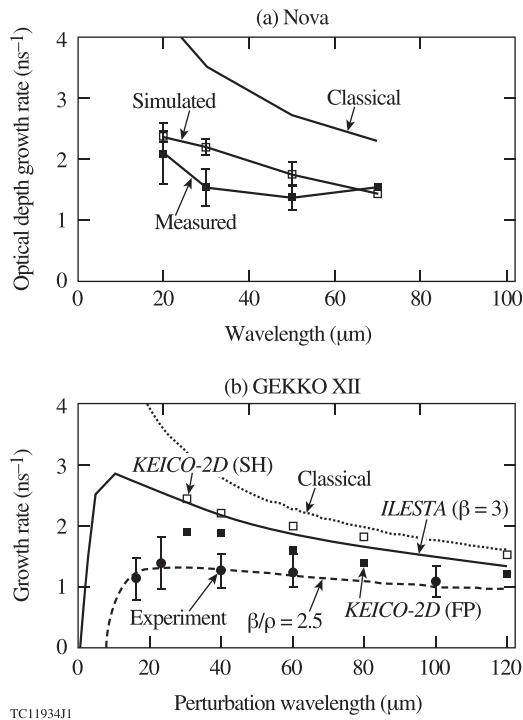 (a) Nova
Optical depth growth rate (ns⁻¹)
4
3
2
1
0
Simulated
Classical
Measured
0 20 40 60 80 100
Wavelength (μm)
(b) GEKKO XII
Growth rate (ns⁻¹)
4
3
2
1
0
KEICO-2D (SH)
Classical
ILESTA (β = 3)
Experiment
β/ρ = 2.5
KEICO-2D (FP)
0 20 40 60 80 100 120
Perturbation wavelength (μm)
TC11934J1